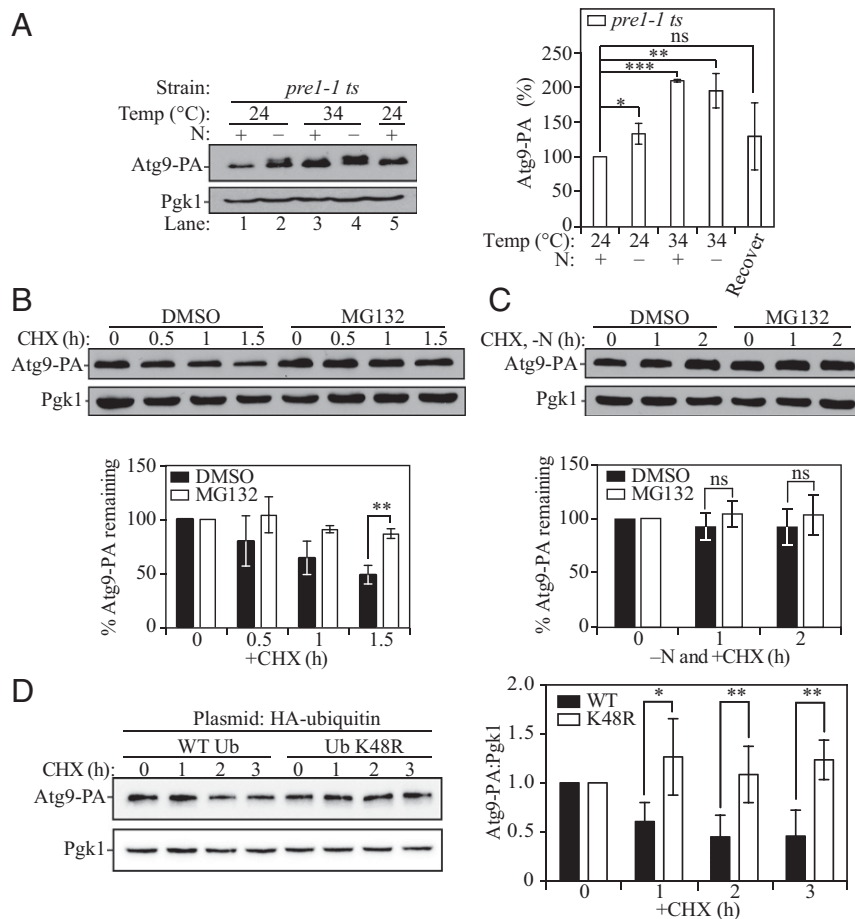 A
Strain: pre1-1 ts
Temp (°C): 24 34 24
N: + − + − +
Atg9-PA
Pgk1
Lane: 1 2 3 4 5
pre1-1 ts
ns
**
***
*
Atg9-PA (%)
250
200
150
100
50
0
Temp (°C): 24 24 34 34 Recover
N: + − + −
B
DMSO MG132
CHX (h): 0 0.5 1 1.5 0 0.5 1 1.5
Atg9-PA
Pgk1
% Atg9-PA remaining
150
100
50
0
DMSO
MG132
**
0 0.5 1 1.5
+CHX (h)
C
DMSO MG132
CHX, -N (h): 0 1 2 0 1 2
Atg9-PA
Pgk1
% Atg9-PA remaining
150
100
50
0
DMSO
MG132
ns ns
0 1 2
−N and +CHX (h)
D
Plasmid: HA-ubiquitin
WT Ub Ub K48R
CHX (h): 0 1 2 3 0 1 2 3
Atg9-PA
Pgk1
Atg9-PA:Pgk1
2.0
1.5
1.0
0.5
0
WT
K48R
* ** **
0 1 2 3
+CHX (h)